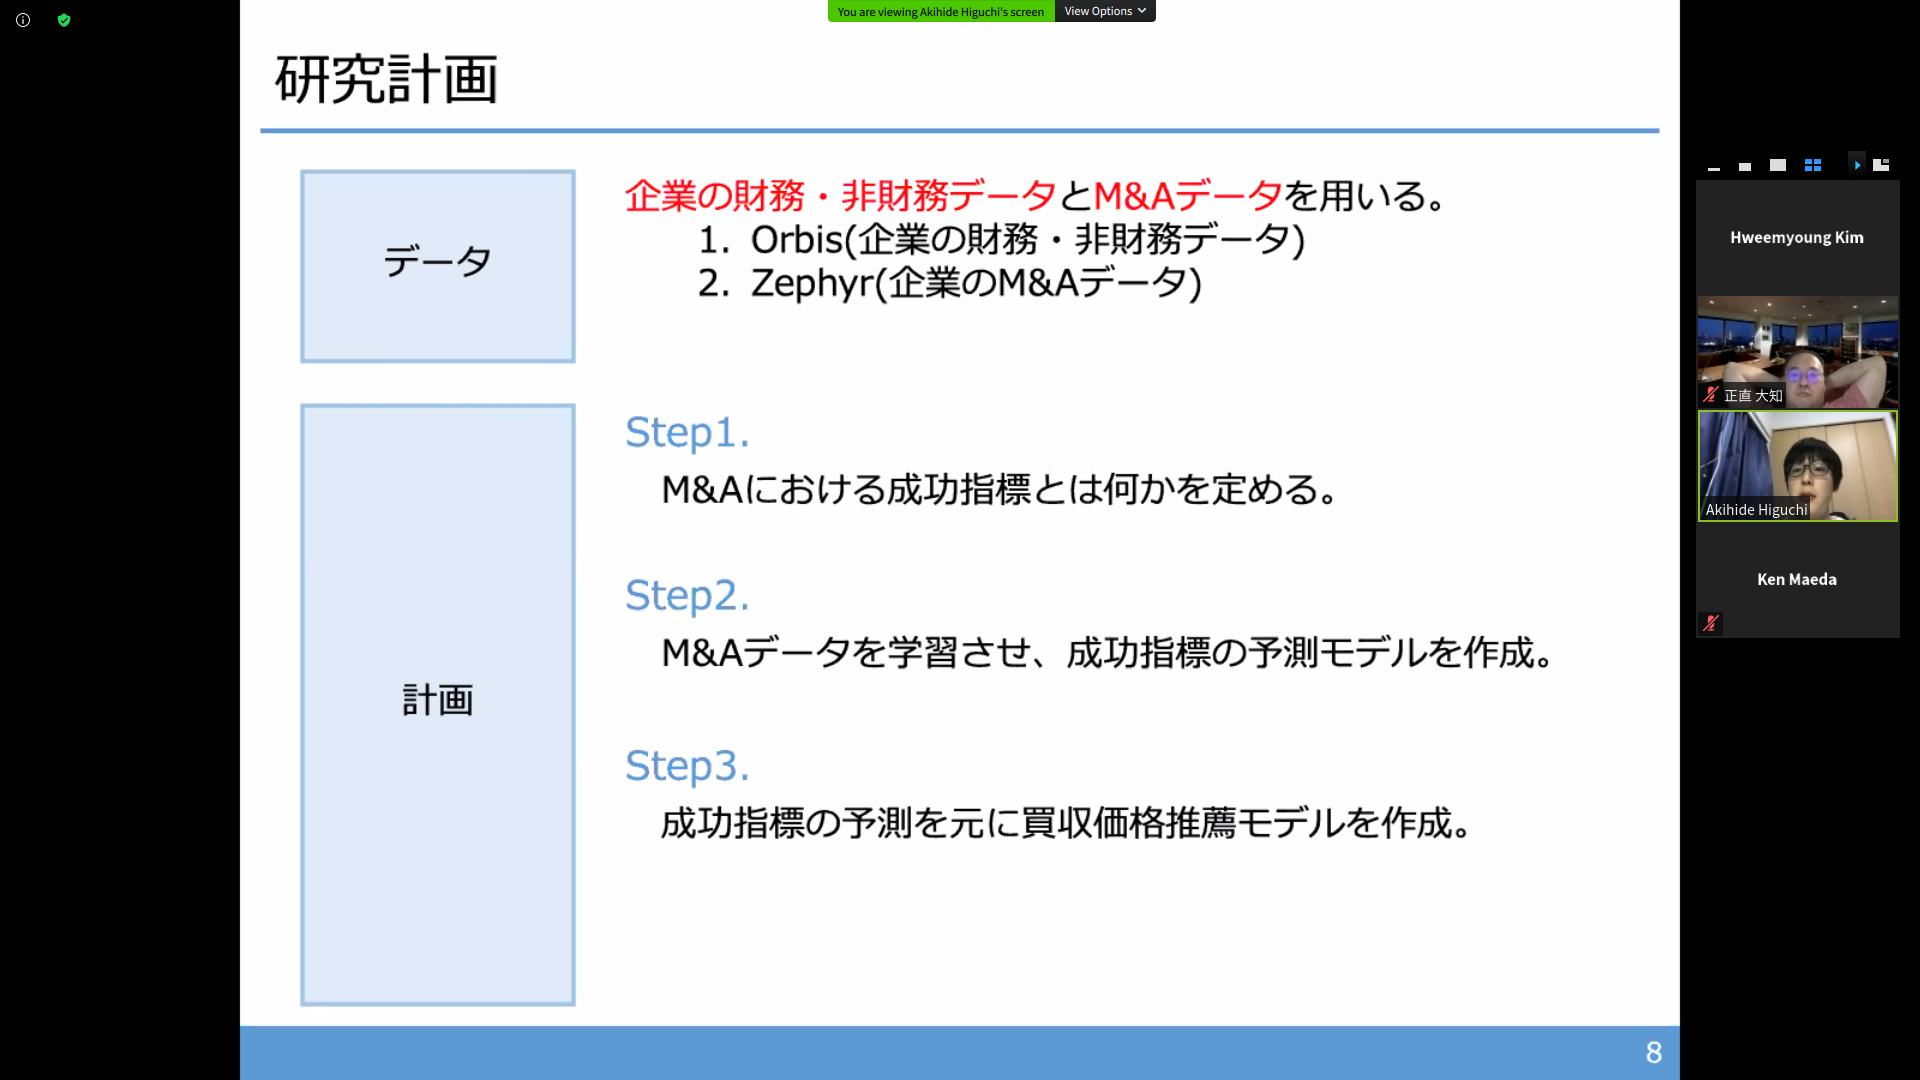 You are viewing Akihide Higuchi's screen
View Options
研究計画
データ
企業の財務・非財務データとM&Aデータを用いる。
1. Orbis(企業の財務・非財務データ)
2. Zephyr(企業のM&Aデータ)
計画
Step1.
M&Aにおける成功指標とは何かを定める。
Step2.
M&Aデータを学習させ、成功指標の予測モデルを作成。
Step3.
成功指標の予測を元に買収価格推薦モデルを作成。
8
Hweemyoung Kim
正直 大知
Akihide Higuchi
Ken Maeda